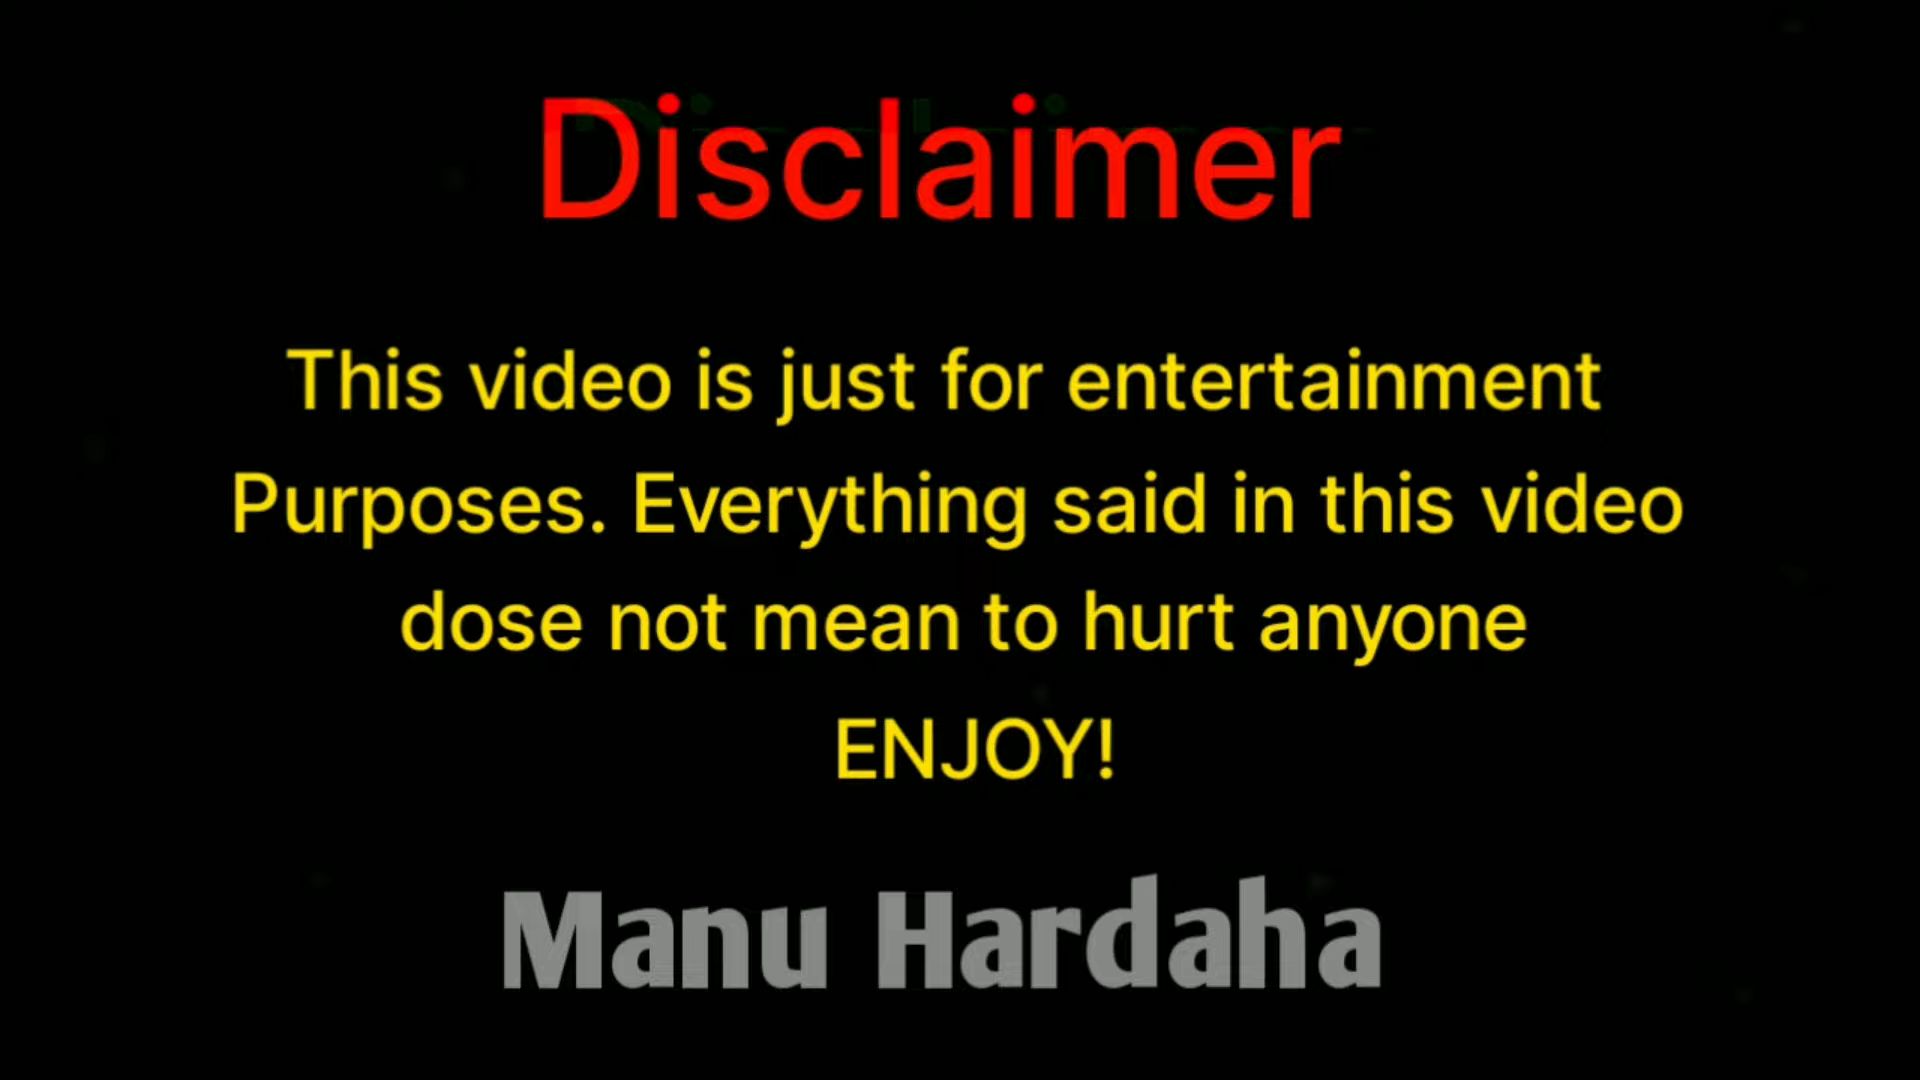 Disclaimer
This video is just for entertainment
Purposes. Everything said in this video
dose not mean to hurt anyone
ENJOY!
Manu Hardaha